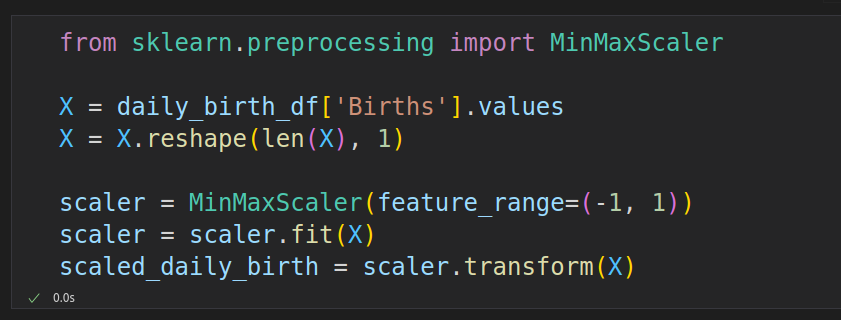 from sklearn.preprocessing import MinMaxScaler
X = daily_birth_df['Births'].values
X = X.reshape(len(X), 1)
scaler = MinMaxScaler(feature_range=(-1, 1))
scaler = scaler.fit(X)
scaled_daily_birth = scaler.transform(X)
✓ 0.0s